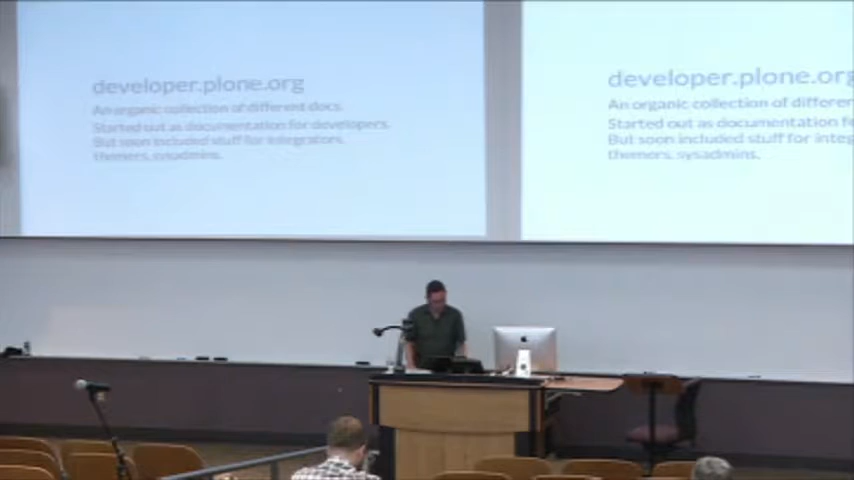 developer.plone.org
An organic collection of different docs.
Started out as documentation for developers.
But soon included stuff for integrators,
themers, sysadmins.
developer.plone.org
An organic collection of differen
Started out as documentation fo
But soon included stuff for integ
themers, sysadmins.